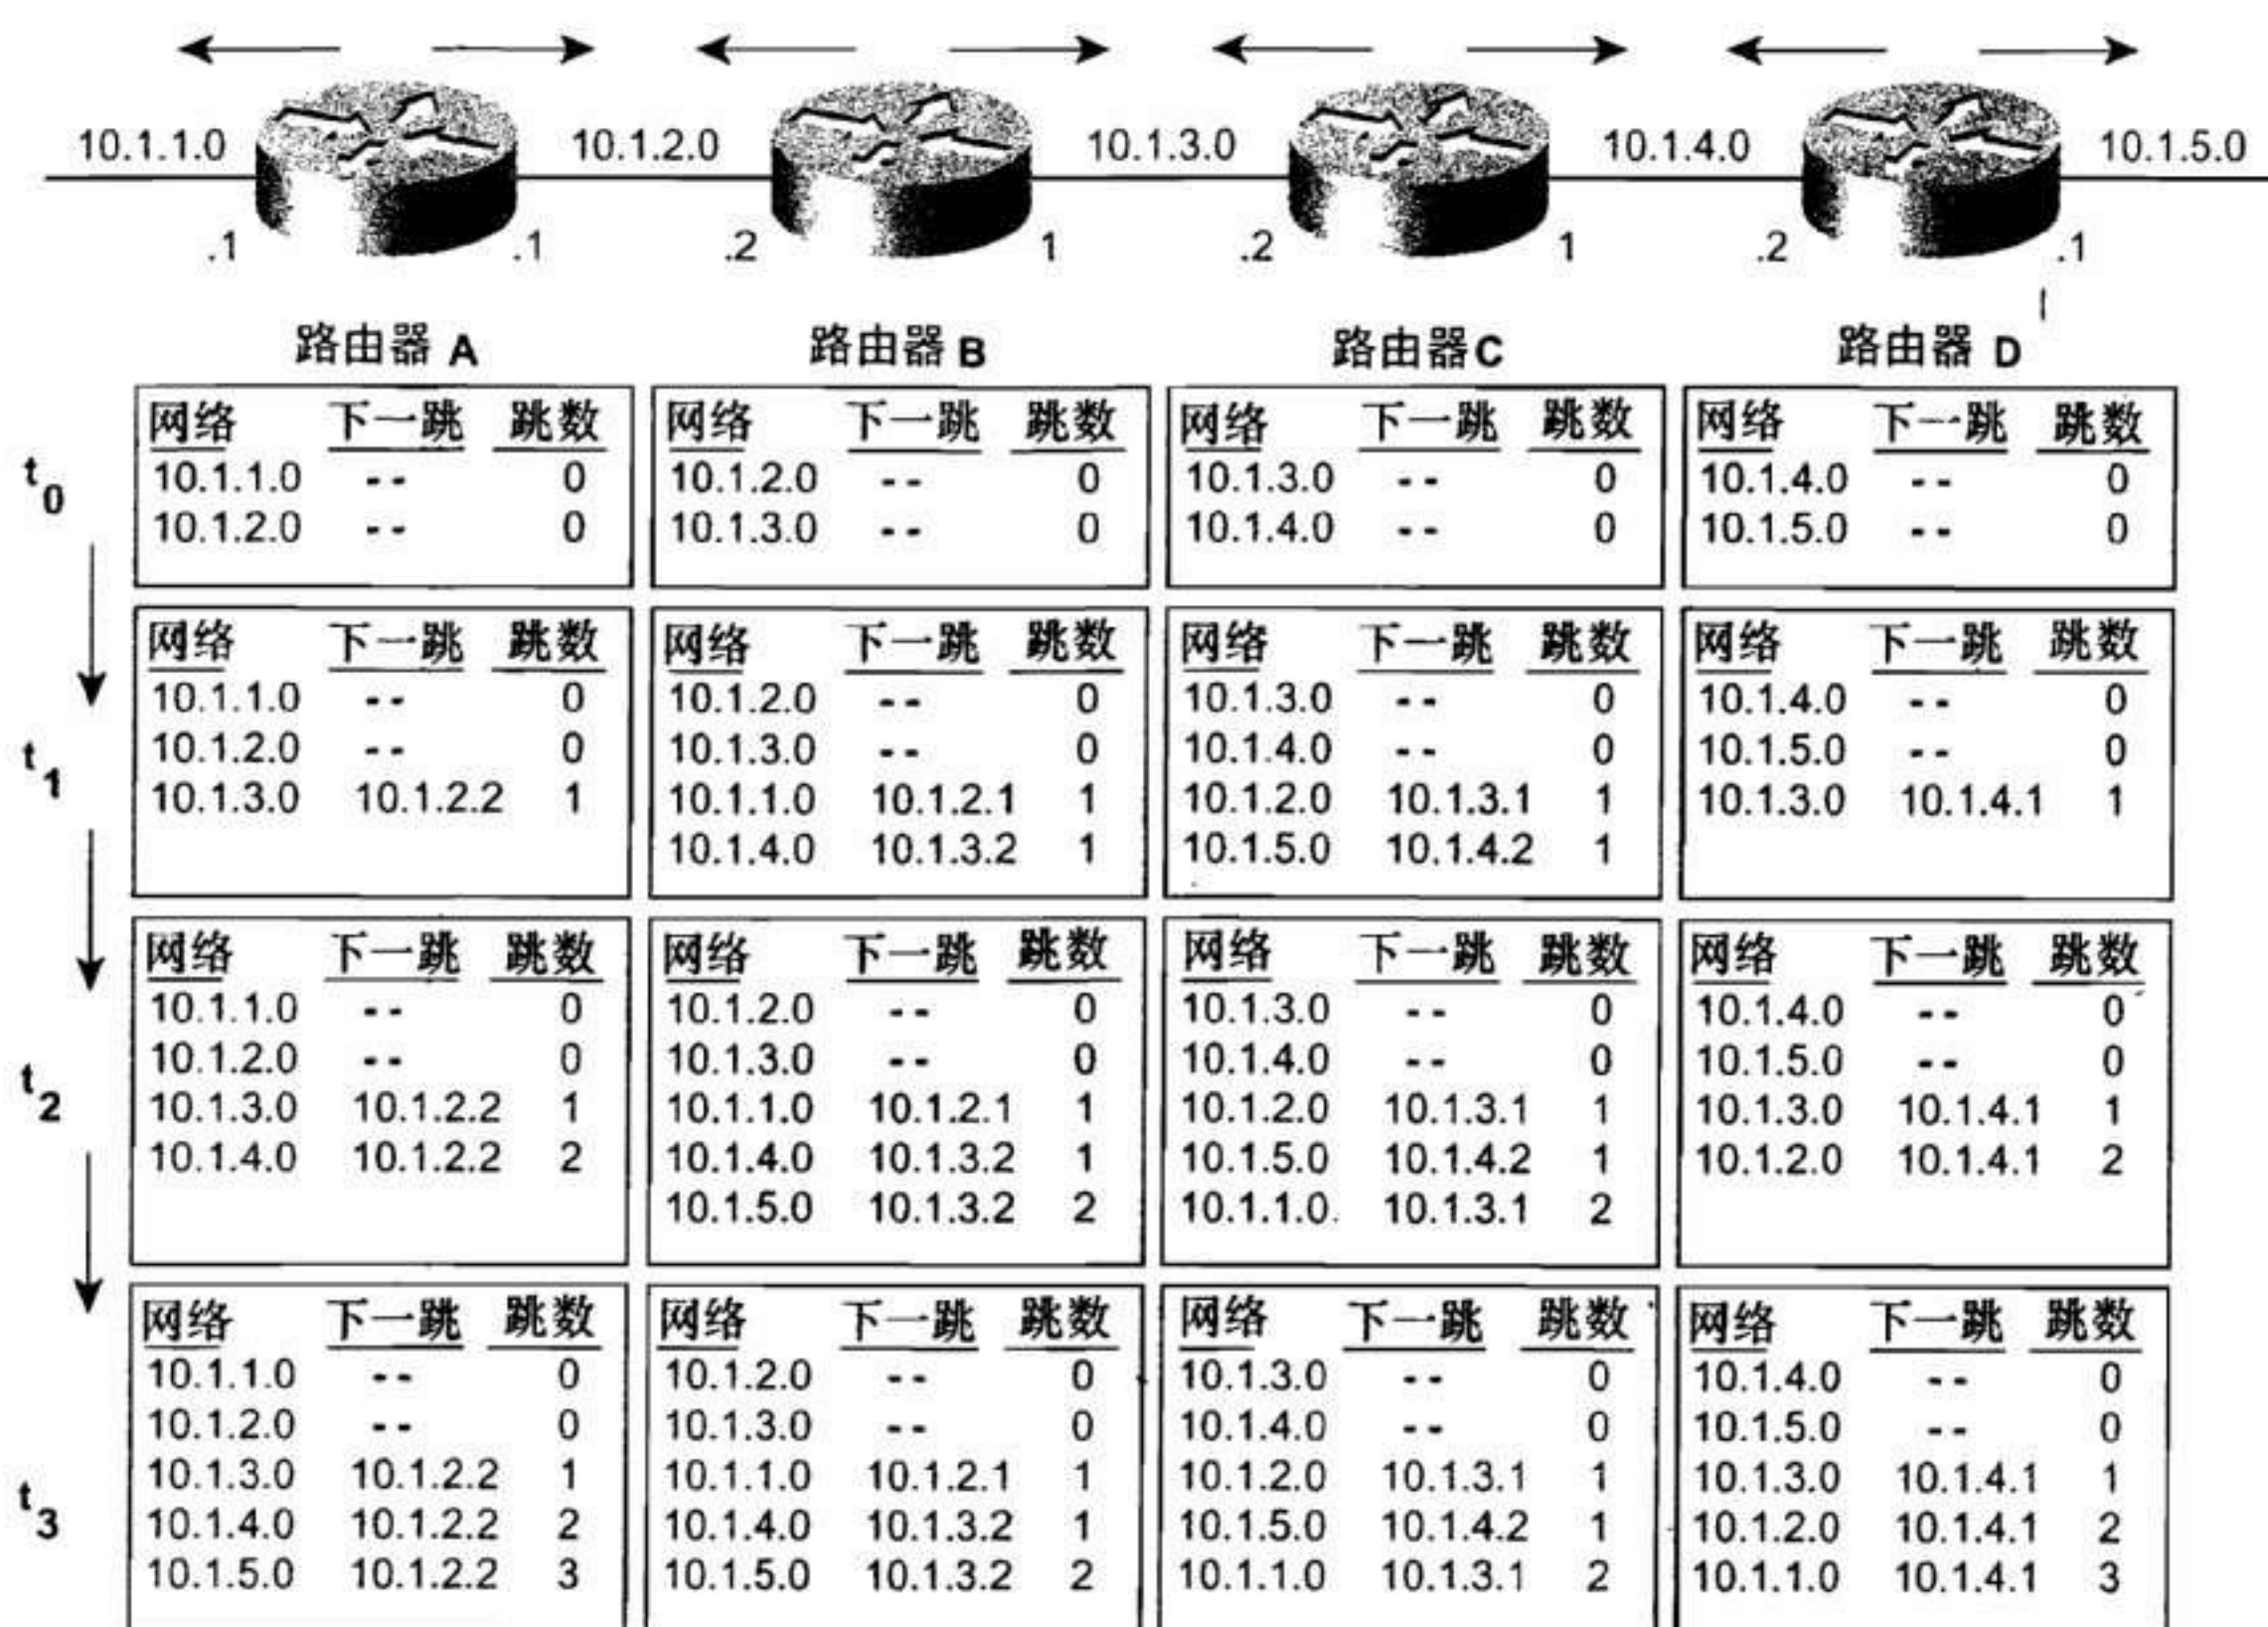 10.1.1.0 10.1.2.0 10.1.3.0 10.1.4.0 10.1.5.0
.1 .1 .2 1 .2 1 .2 .1
路由器 A 路由器 B 路由器C 路由器 D
t0
网络 下一跳 跳数 网络 下一跳 跳数 网络 下一跳 跳数 网络 下一跳 跳数
10.1.1.0 -- 0 10.1.2.0 -- 0 10.1.3.0 -- 0 10.1.4.0 -- 0
10.1.2.0 -- 0 10.1.3.0 -- 0 10.1.4.0 -- 0 10.1.5.0 -- 0
t1
网络 下一跳 跳数 网络 下一跳 跳数 网络 下一跳 跳数 网络 下一跳 跳数
10.1.1.0 -- 0 10.1.2.0 -- 0 10.1.3.0 -- 0 10.1.4.0 -- 0
10.1.2.0 -- 0 10.1.3.0 -- 0 10.1.4.0 -- 0 10.1.5.0 -- 0
10.1.3.0 10.1.2.2 1 10.1.1.0 10.1.2.1 1 10.1.2.0 10.1.3.1 1 10.1.3.0 10.1.4.1 1
10.1.4.0 10.1.3.2 1 10.1.5.0 10.1.4.2 1
t2
网络 下一跳 跳数 网络 下一跳 跳数 网络 下一跳 跳数 网络 下一跳 跳数
10.1.1.0 -- 0 10.1.2.0 -- 0 10.1.3.0 -- 0 10.1.4.0 -- 0
10.1.2.0 -- 0 10.1.3.0 -- 0 10.1.4.0 -- 0 10.1.5.0 -- 0
10.1.3.0 10.1.2.2 1 10.1.1.0 10.1.2.1 1 10.1.2.0 10.1.3.1 1 10.1.3.0 10.1.4.1 1
10.1.4.0 10.1.2.2 2 10.1.4.0 10.1.3.2 1 10.1.5.0 10.1.4.2 1 10.1.2.0 10.1.4.1 2
10.1.5.0 10.1.3.2 2 10.1.1.0 10.1.3.1 2
t3
网络 下一跳 跳数 网络 下一跳 跳数 网络 下一跳 跳数 网络 下一跳 跳数
10.1.1.0 -- 0 10.1.2.0 -- 0 10.1.3.0 -- 0 10.1.4.0 -- 0
10.1.2.0 -- 0 10.1.3.0 -- 0 10.1.4.0 -- 0 10.1.5.0 -- 0
10.1.3.0 10.1.2.2 1 10.1.1.0 10.1.2.1 1 10.1.2.0 10.1.3.1 1 10.1.3.0 10.1.4.1 1
10.1.4.0 10.1.2.2 2 10.1.4.0 10.1.3.2 1 10.1.5.0 10.1.4.2 1 10.1.2.0 10.1.4.1 2
10.1.5.0 10.1.2.2 3 10.1.5.0 10.1.3.2 2 10.1.1.0 10.1.3.1 2 10.1.1.0 10.1.4.1 3